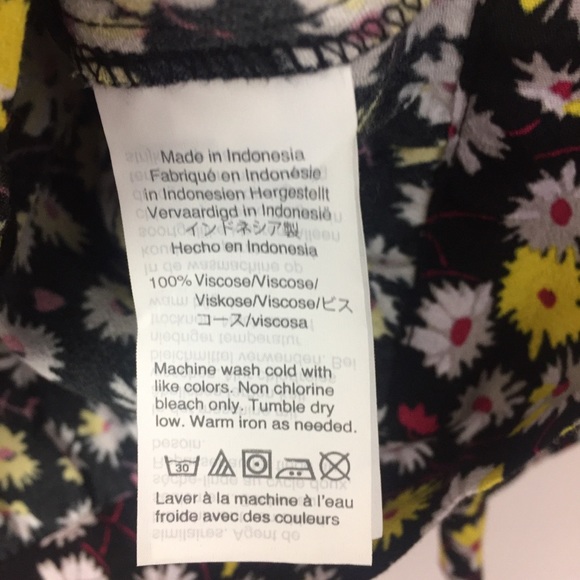 Made in Indonesia
Fabriqué en Indonésie
in Indonesien Hergestellt
Vervaardigd in Indonesië
インドネシア製
Hecho en Indonesia
100% Viscose/Viscose/
Viskose/Viscose/ビス
コース/viscosa
Machine wash cold with
like colors. Non chlorine
bleach only. Tumble dry
low. Warm iron as needed.
30
Laver à la machine à l'eau
froide avec des couleurs